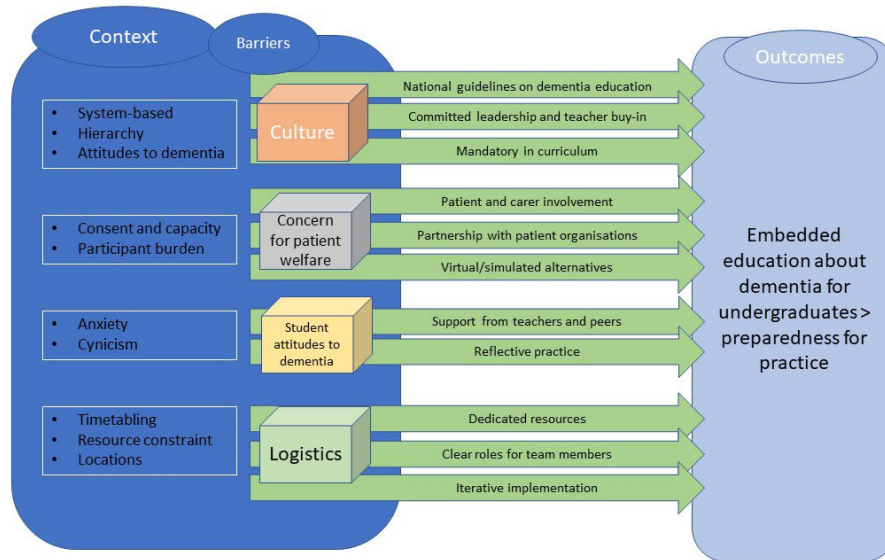 Context
Barriers
Outcomes
• System-based
• Hierarchy
• Attitudes to dementia
Culture
National guidelines on dementia education
Committed leadership and teacher buy-in
Mandatory in curriculum
• Consent and capacity
• Participant burden
Concern
for patient
welfare
Patient and carer involvement
Partnership with patient organisations
Virtual/simulated alternatives
• Anxiety
• Cynicism
Student
attitudes to
dementia
Support from teachers and peers
Reflective practice
• Timetabling
• Resource constraint
• Locations
Logistics
Dedicated resources
Clear roles for team members
Iterative implementation
Embedded
education about
dementia for
undergraduates>
preparedness for
practice